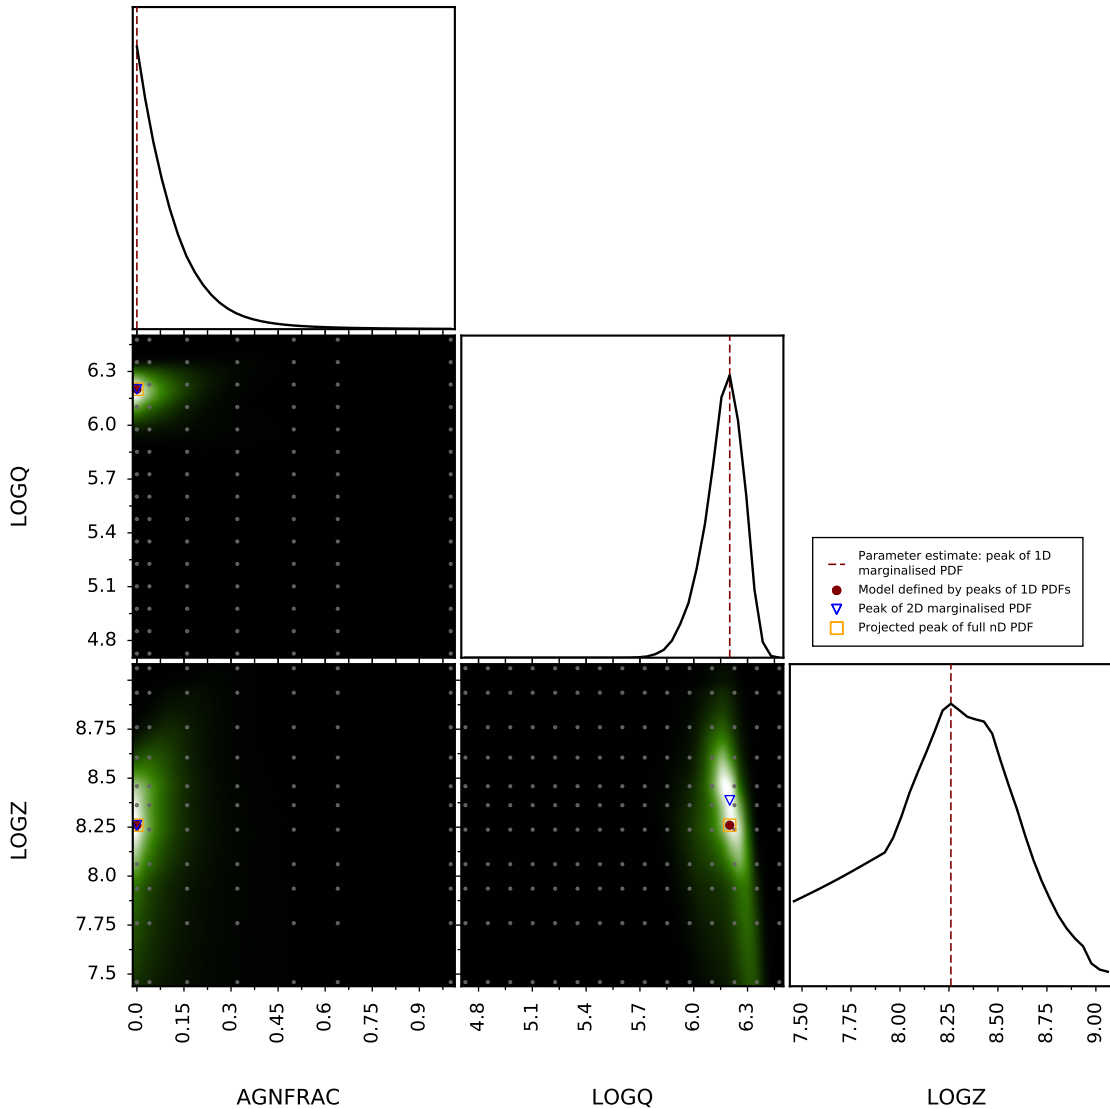 6.3
6.0
5.7
5.4
5.1
4.8
LOGQ
Parameter estimate: peak of 1D
marginalised PDF
Model defined by peaks of 1D PDFs
Peak of 2D marginalised PDF
Projected peak of full nD PDF
8.75
8.5
8.25
8.0
7.75
7.5
LOGZ
0.0 0.15 0.3 0.45 0.6 0.75 0.9
4.8 5.1 5.4 5.7 6.0 6.3
7.50 7.75 8.00 8.25 8.50 8.75 9.00
AGNFRAC
LOGQ
LOGZ